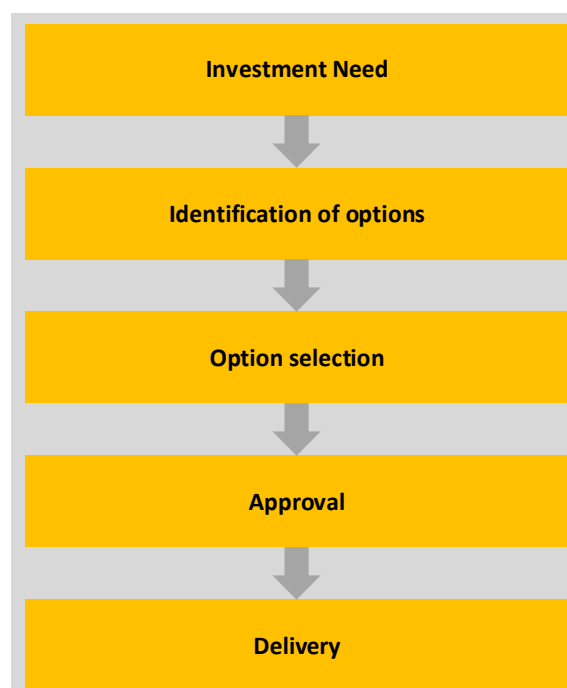 Investment Need
Identification of options
Option selection
Approval
Delivery